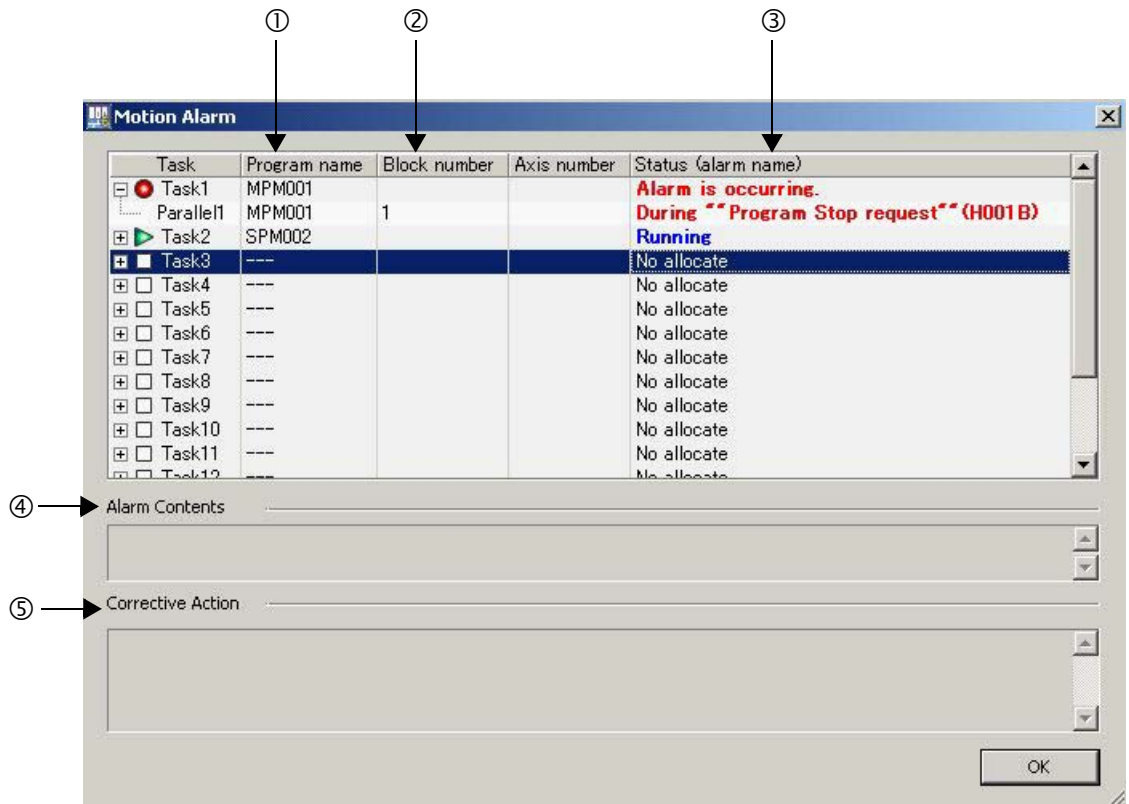 ① ② ③
Motion Alarm
Task Program name Block number Axis number Status (alarm name)
Task1 MPM001 Alarm is occurring.
Parallel1 MPM001 1 During ““Program Stop request““(H001B)
Task2 SPM002 Running
Task3 --- No allocate
Task4 --- No allocate
Task5 --- No allocate
Task6 --- No allocate
Task7 --- No allocate
Task8 --- No allocate
Task9 --- No allocate
Task10 --- No allocate
Task11 --- No allocate
Task12 --- No allocate
④ Alarm Contents
⑤ Corrective Action
OK